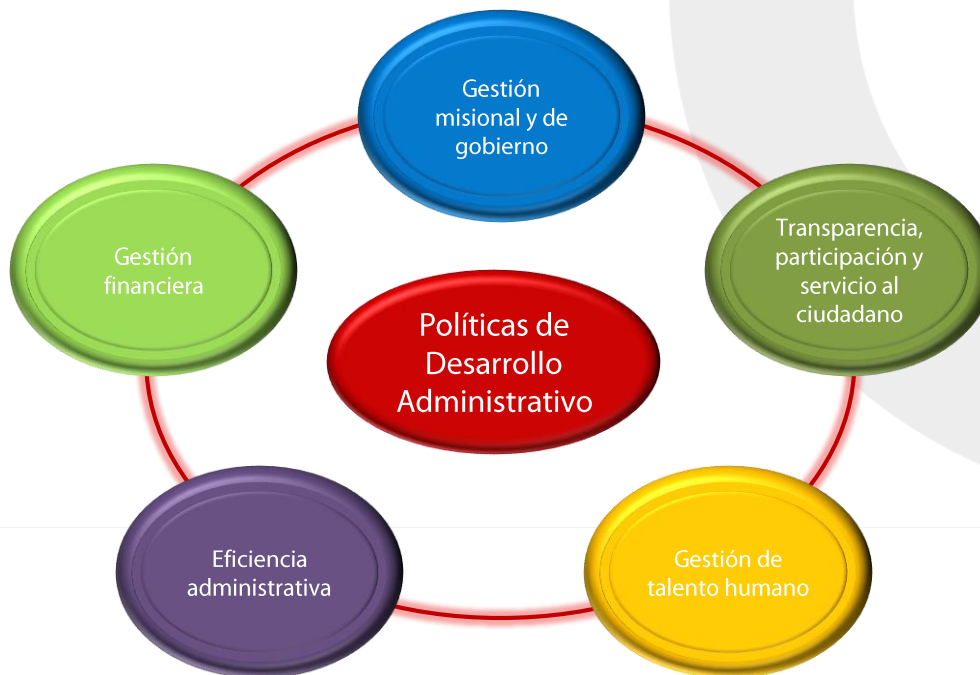 Gestión
misional y de
gobierno
Transparencia,
participación y
servicio al
ciudadano
Gestión
financiera
Políticas de
Desarrollo
Administrativo
Eficiencia
administrativa
Gestión de
talento humano